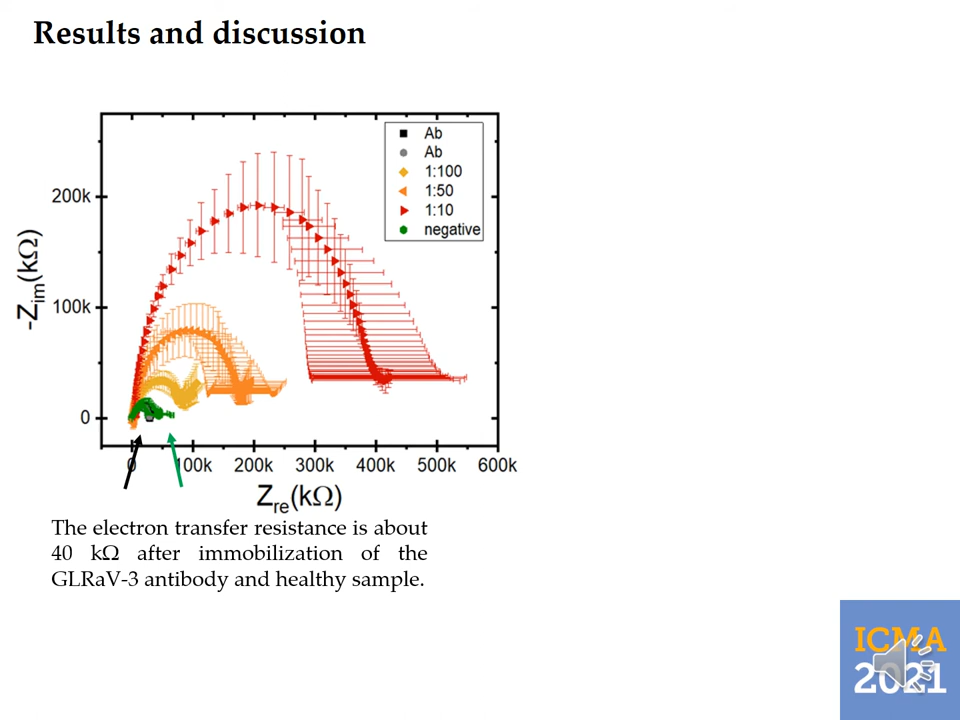 Results and discussion
Ab
Ab
1:100
1:50
1:10
negative
200k
100k
0
-Zim(kΩ)
0 100k 200k 300k 400k 500k 600k
Zre(kΩ)
The electron transfer resistance is about
40 kΩ after immobilization of the
GLRaV-3 antibody and healthy sample.
ICMA
2021